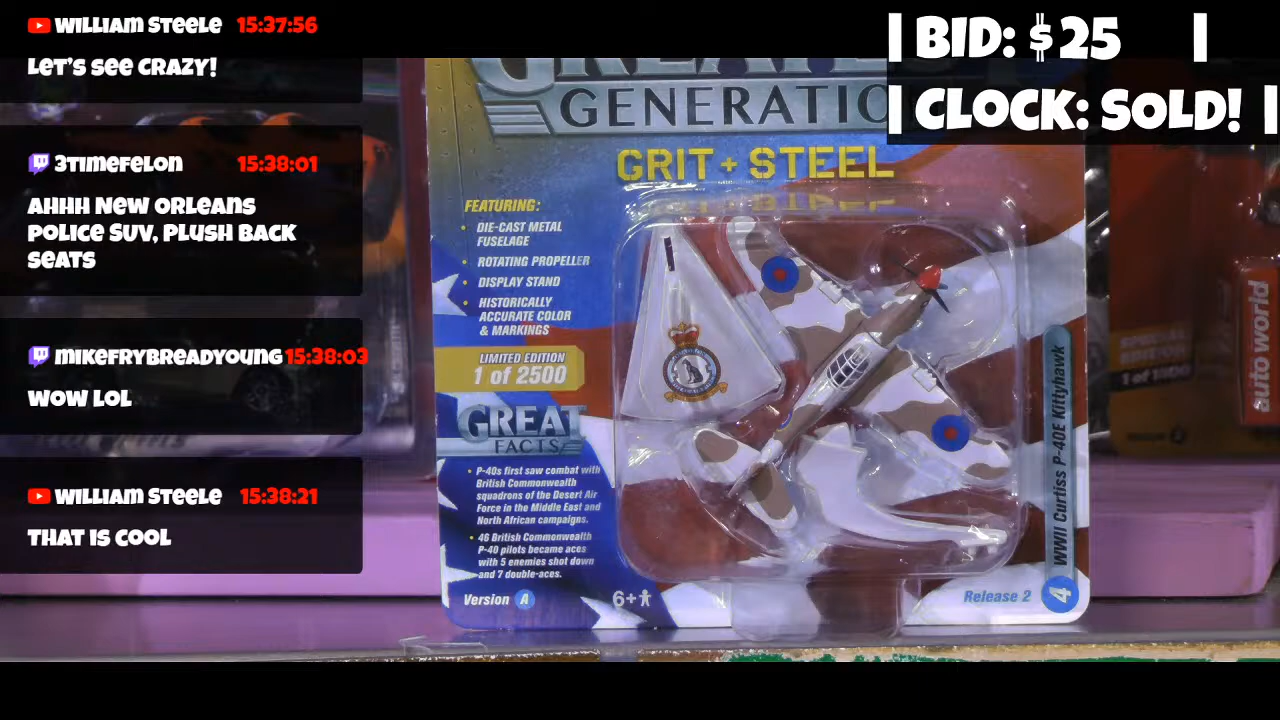 WILLIAM STEELE 15:37:56
LET'S SEE CRAZY!
3TIMEFELON 15:38:01
AHHH NEW ORLEANS
POLICE SUV, PLUSH BACK
SEATS
MIKEFRYBREADYOUNG 15:38:03
WOW LOL
WILLIAM STEELE 15:38:21
THAT IS COOL
| BID: $25 |
| CLOCK: SOLD! |
GENERATIO
GRIT + STEEL
FEATURING:
• DIE-CAST METAL
FUSELAGE
• ROTATING PROPELLER
• DISPLAY STAND
• HISTORICALLY
ACCURATE COLOR
& MARKINGS
LIMITED EDITION
1 of 2500
GREAT
FACTS
• P-40s first saw combat with
British Commonwealth
squadrons of the Desert Air
Force in the Middle East and
North African campaigns.
• 46 British Commonwealth
P-40 pilots became aces
with 5 enemies shot down
and 7 double-aces.
Version A
6+
Release 2
4
WWII Curtiss P-40E Kittyhawk
auto world
1 of 1800